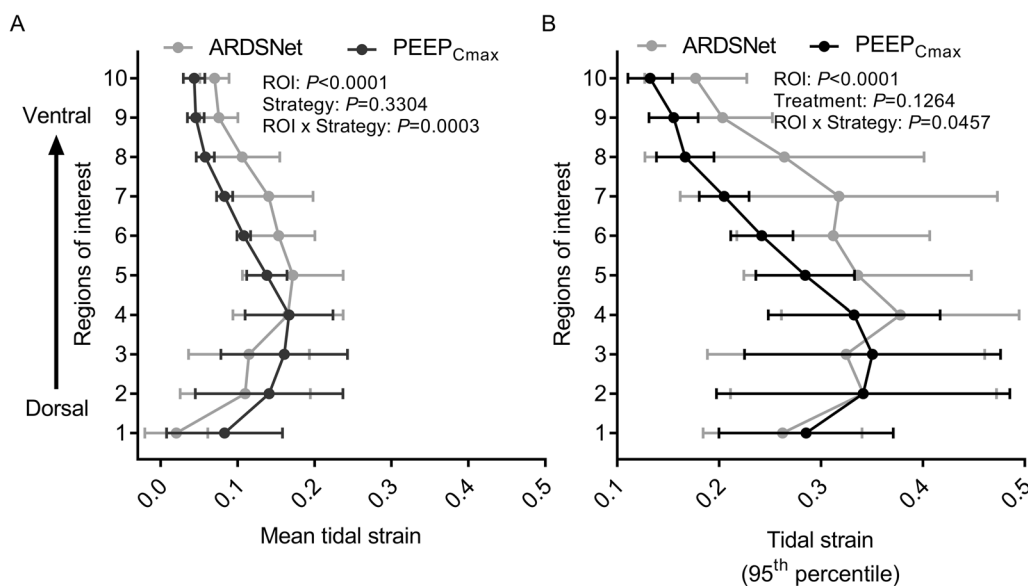 A
ARDSNet PEEPCmax
ROI: P<0.0001
Strategy: P=0.3304
ROI x Strategy: P=0.0003
Ventral
Dorsal
Regions of interest
10
9
8
7
6
5
4
3
2
1
0.0 0.1 0.2 0.3 0.4 0.5
Mean tidal strain
B
ARDSNet PEEPCmax
ROI: P<0.0001
Treatment: P=0.1264
ROI x Strategy: P=0.0457
Regions of interest
10
9
8
7
6
5
4
3
2
1
0.1 0.2 0.3 0.4 0.5
Tidal strain
(95th percentile)